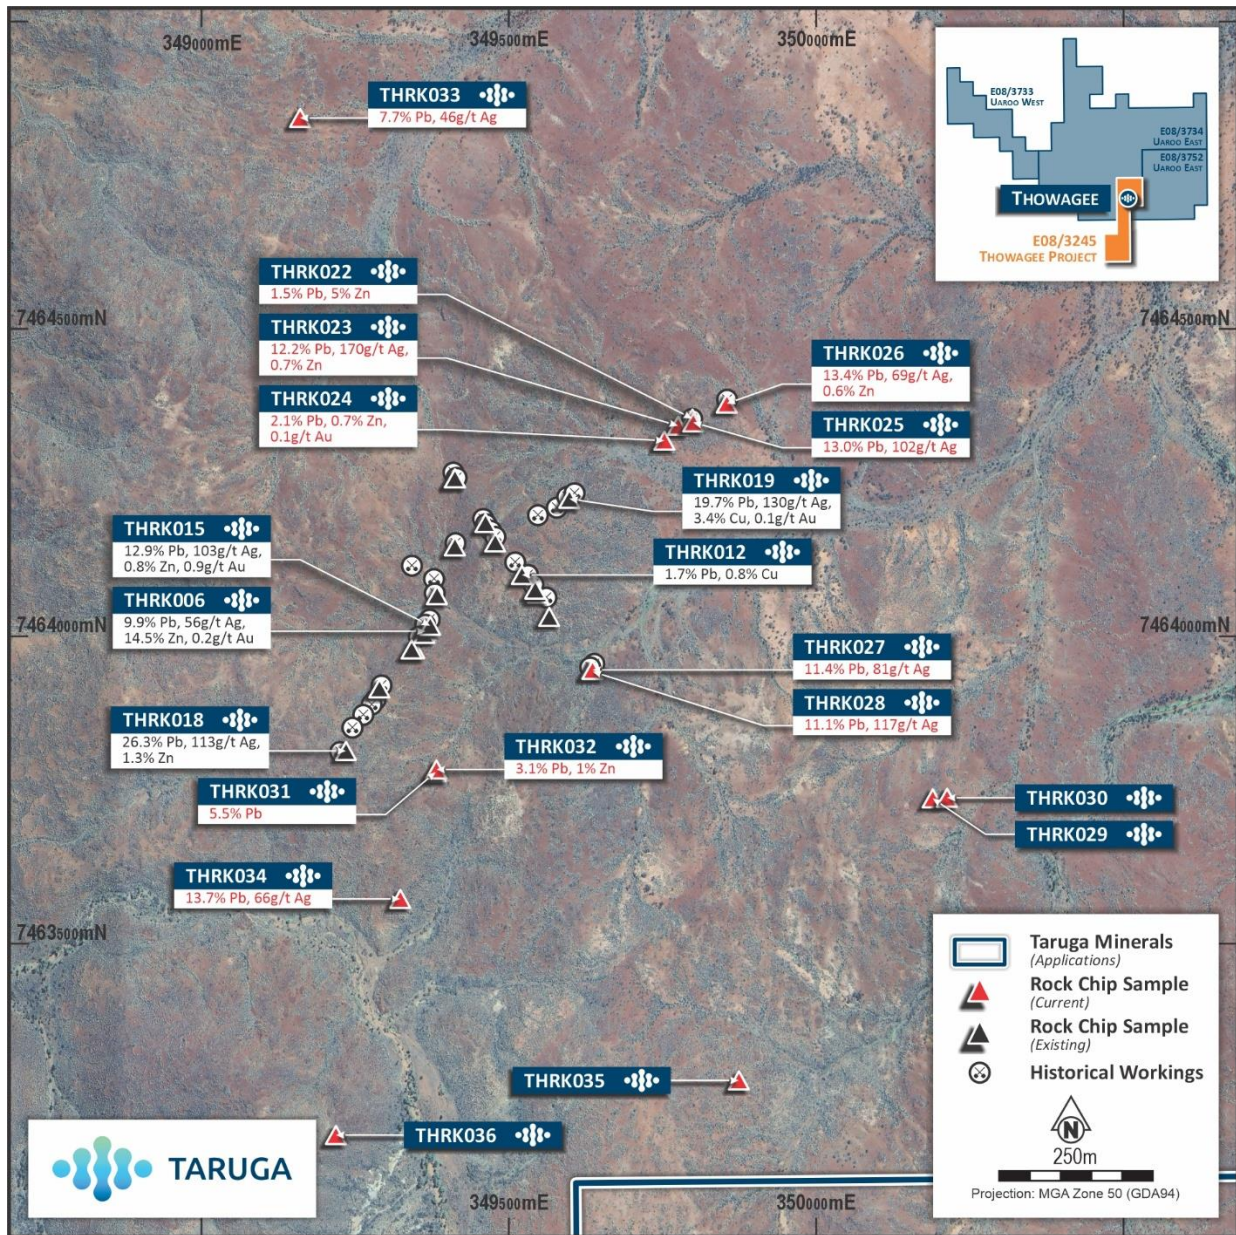 349000mE
349500mE
350000mE
THRK033
7.7% Pb, 46g/t Ag
E08/3733
UAROO WEST
E08/3734
UAROO EAST
E08/3752
UAROO EAST
THOWAGEE
E08/3245
THOWAGEE PROJECT
THRK022
1.5% Pb, 5% Zn
7464500mN
7464500mN
THRK023
12.2% Pb, 170g/t Ag,
0.7% Zn
THRK026
13.4% Pb, 69g/t Ag,
0.6% Zn
THRK024
2.1% Pb, 0.7% Zn,
0.1g/t Au
THRK025
13.0% Pb, 102g/t Ag
THRK019
19.7% Pb, 130g/t Ag,
3.4% Cu, 0.1g/t Au
THRK015
12.9% Pb, 103g/t Ag,
0.8% Zn, 0.9g/t Au
THRK012
1.7% Pb, 0.8% Cu
THRK006
9.9% Pb, 56g/t Ag,
14.5% Zn, 0.2g/t Au
7464000mN
7464000mN
THRK027
11.4% Pb, 81g/t Ag
THRK028
11.1% Pb, 117g/t Ag
THRK018
26.3% Pb, 113g/t Ag,
1.3% Zn
THRK032
3.1% Pb, 1% Zn
THRK031
5.5% Pb
THRK030
THRK029
THRK034
13.7% Pb, 66g/t Ag
7463500mN
Taruga Minerals
(Applications)
Rock Chip Sample
(Current)
Rock Chip Sample
(Existing)
Historical Workings
N
250m
Projection: MGA Zone 50 (GDA94)
THRK035
THRK036
TARUGA
349500mE
350000mE